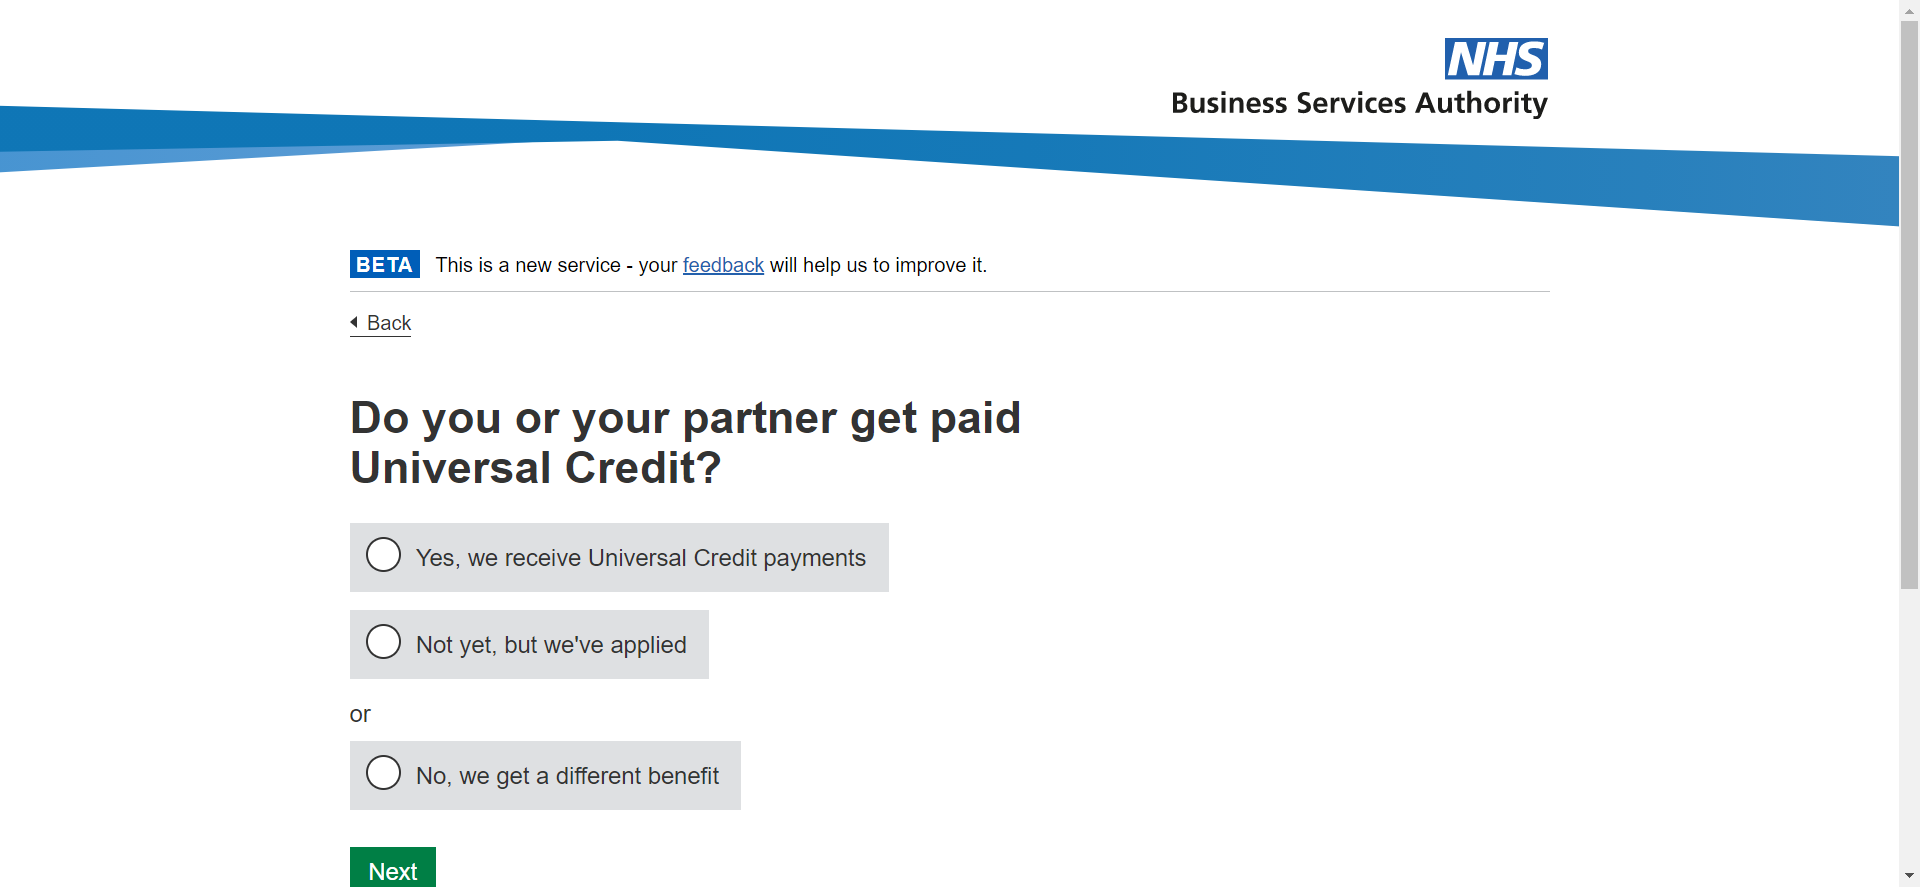 NHS
Business Services Authority
BETA This is a new service - your feedback will help us to improve it.
Back
Do you or your partner get paid
Universal Credit?
Yes, we receive Universal Credit payments
Not yet, but we've applied
or
No, we get a different benefit
Next